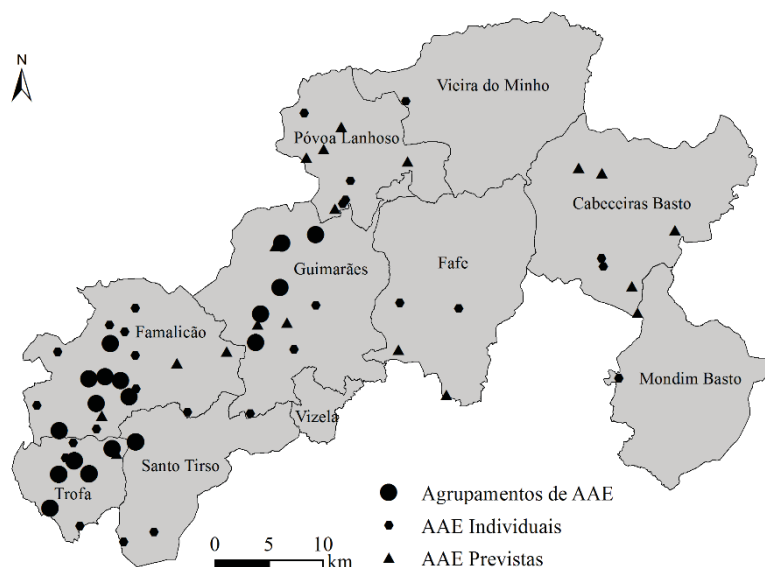 N
Vieira do Minho
Póvoa Lanhoso
Cabeceiras Basto
Fafe
Guimarães
Famalicão
Mondim Basto
Vizela
Santo Tirso
Trofa
Agrupamentos de AAE
AAE Individuais
AAE Previstas
0 5 10
km